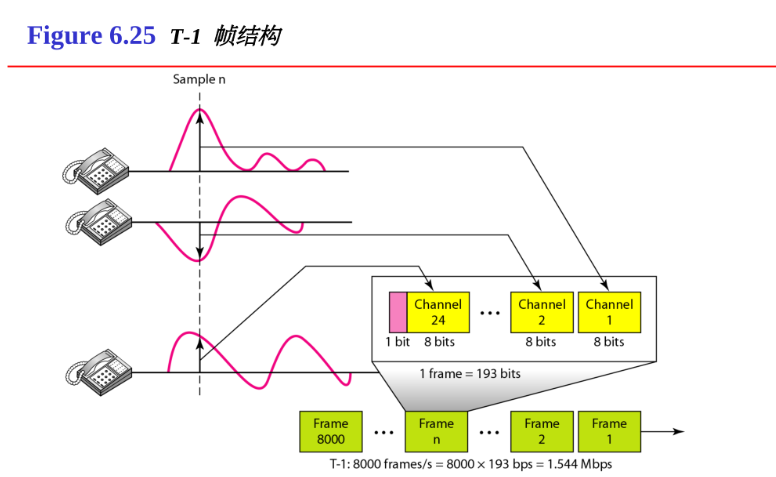 Figure 6.25 T-1 帧结构
Sample n
Channel 24
...
Channel 2
Channel 1
1 bit 8 bits 8 bits 8 bits
1 frame = 193 bits
Frame 8000
...
Frame n
...
Frame 2
Frame 1
T-1: 8000 frames/s = 8000 × 193 bps = 1.544 Mbps